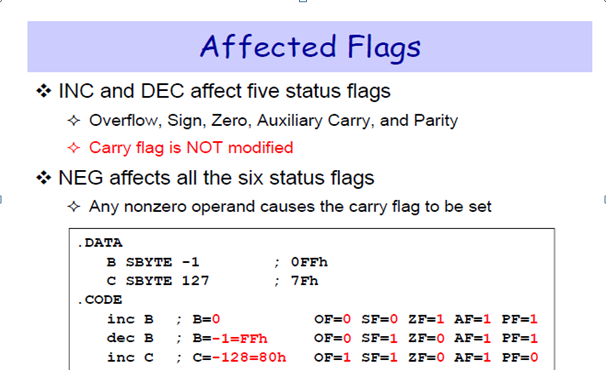 Affected Flags
❖ INC and DEC affect five status flags
✧ Overflow, Sign, Zero, Auxiliary Carry, and Parity
✧ Carry flag is NOT modified
❖ NEG affects all the six status flags
✧ Any nonzero operand causes the carry flag to be set
.DATA
B SBYTE -1 ; 0FFh
C SBYTE 127 ; 7Fh
.CODE
inc B ; B=0 OF=0 SF=0 ZF=1 AF=1 PF=1
dec B ; B=-1=FFh OF=0 SF=1 ZF=0 AF=1 PF=1
inc C ; C=-128=80h OF=1 SF=1 ZF=0 AF=1 PF=0